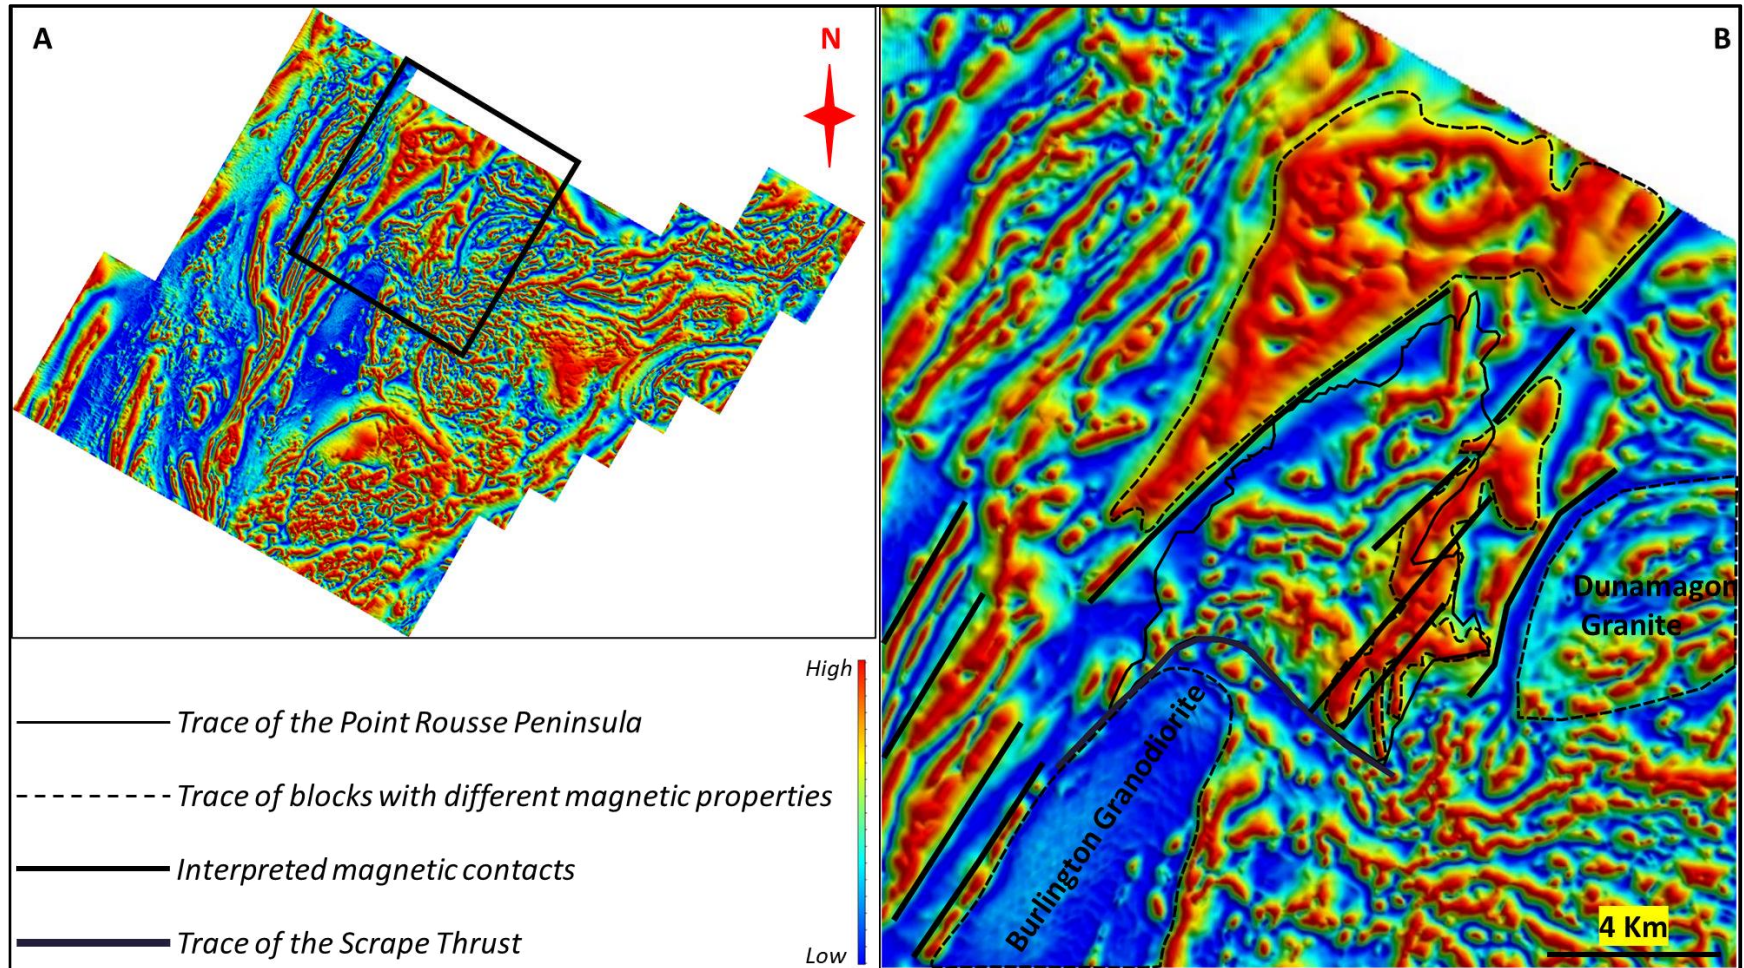 A
N
B
Dunamagon
Granite
Burlington Granodiorite
4 Km
High
Low
Trace of the Point Rousse Peninsula
Trace of blocks with different magnetic properties
Interpreted magnetic contacts
Trace of the Scrape Thrust